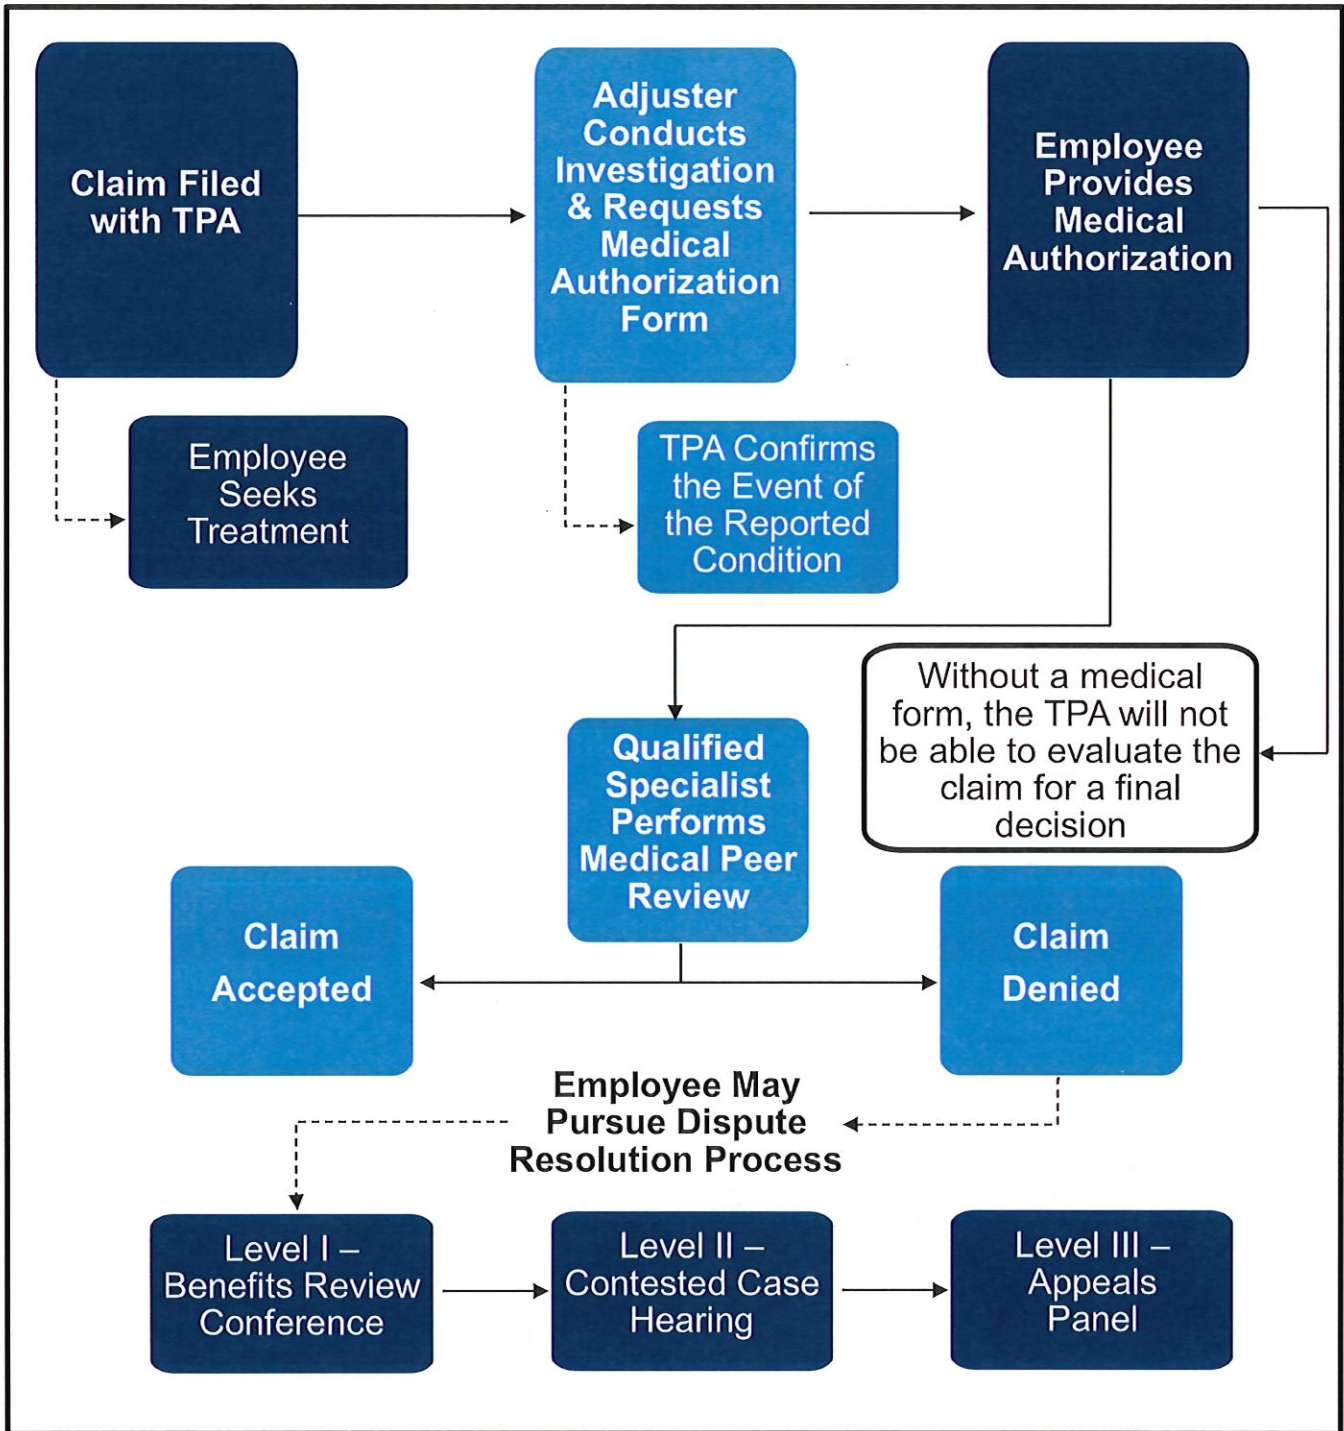 Claim Filed
with TPA
Adjuster
Conducts
Investigation
& Requests
Medical
Authorization
Form
Employee
Provides
Medical
Authorization
Employee
Seeks
Treatment
TPA Confirms
the Event of
the Reported
Condition
Without a medical
form, the TPA will not
be able to evaluate the
claim for a final
decision
Qualified
Specialist
Performs
Medical Peer
Review
Claim
Accepted
Claim
Denied
Employee May
Pursue Dispute
Resolution Process
Level I –
Benefits Review
Conference
Level II –
Contested Case
Hearing
Level III –
Appeals
Panel